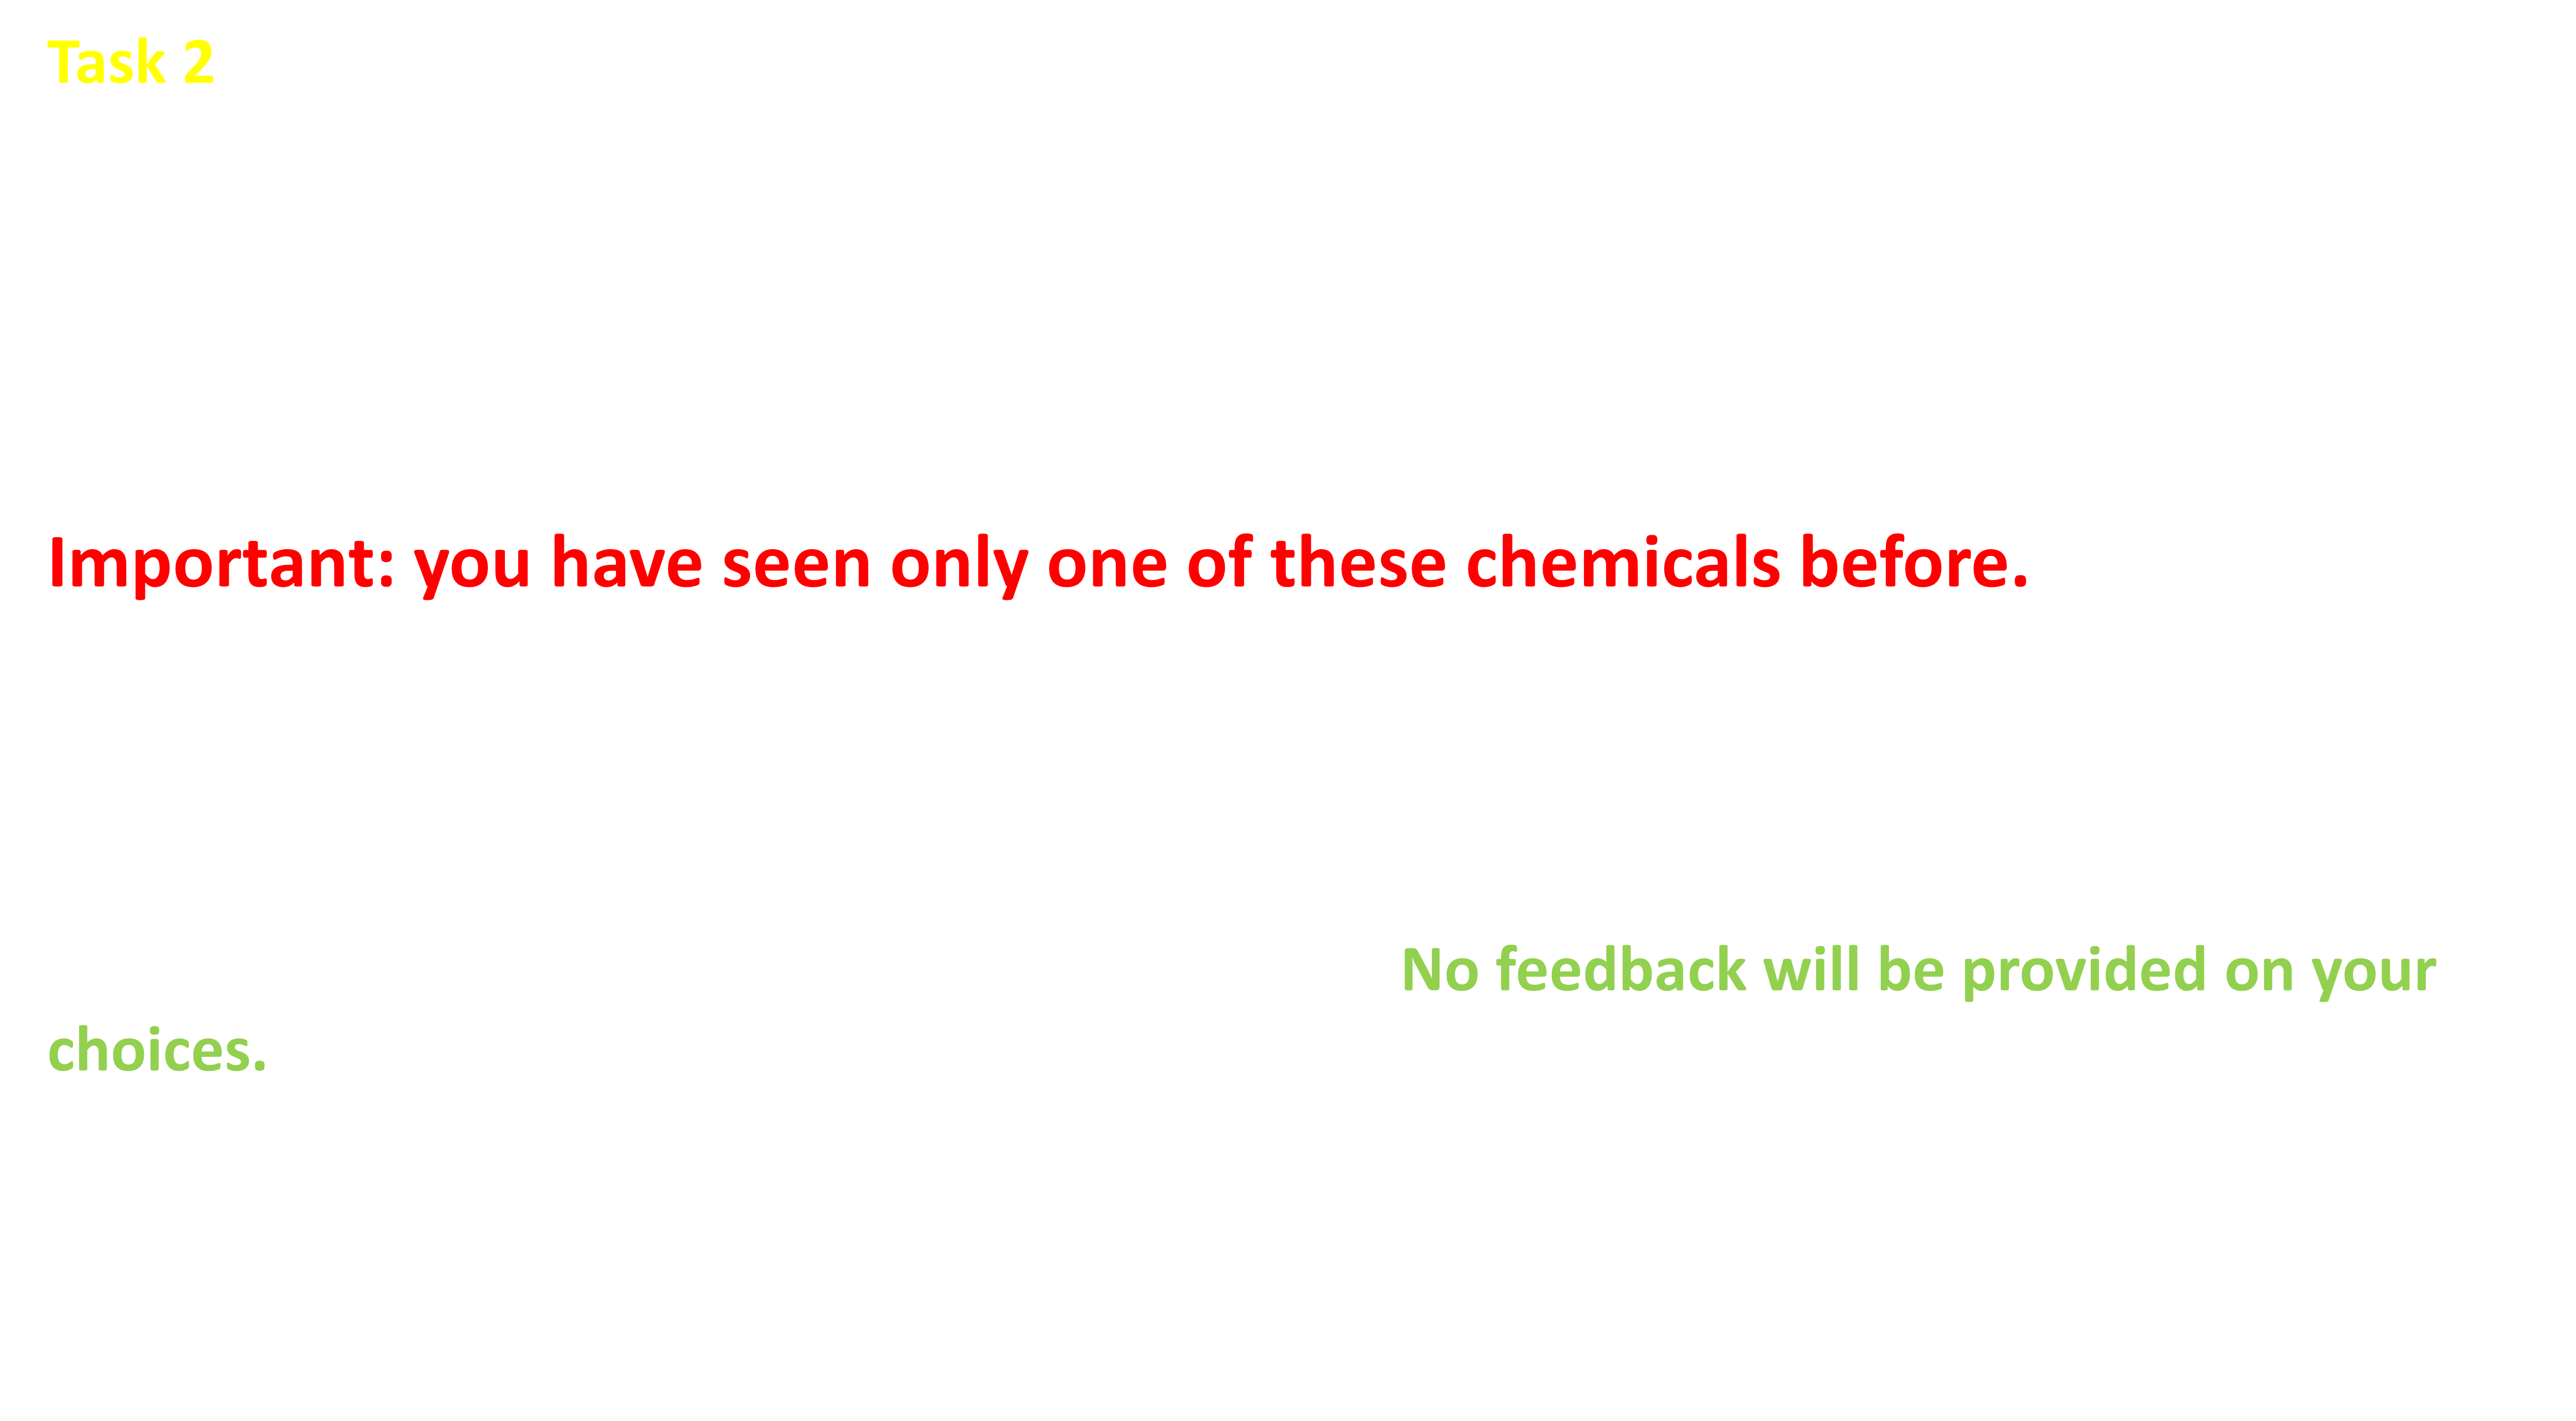 Task 2
Important: you have seen only one of these chemicals before.
No feedback will be provided on your
choices.